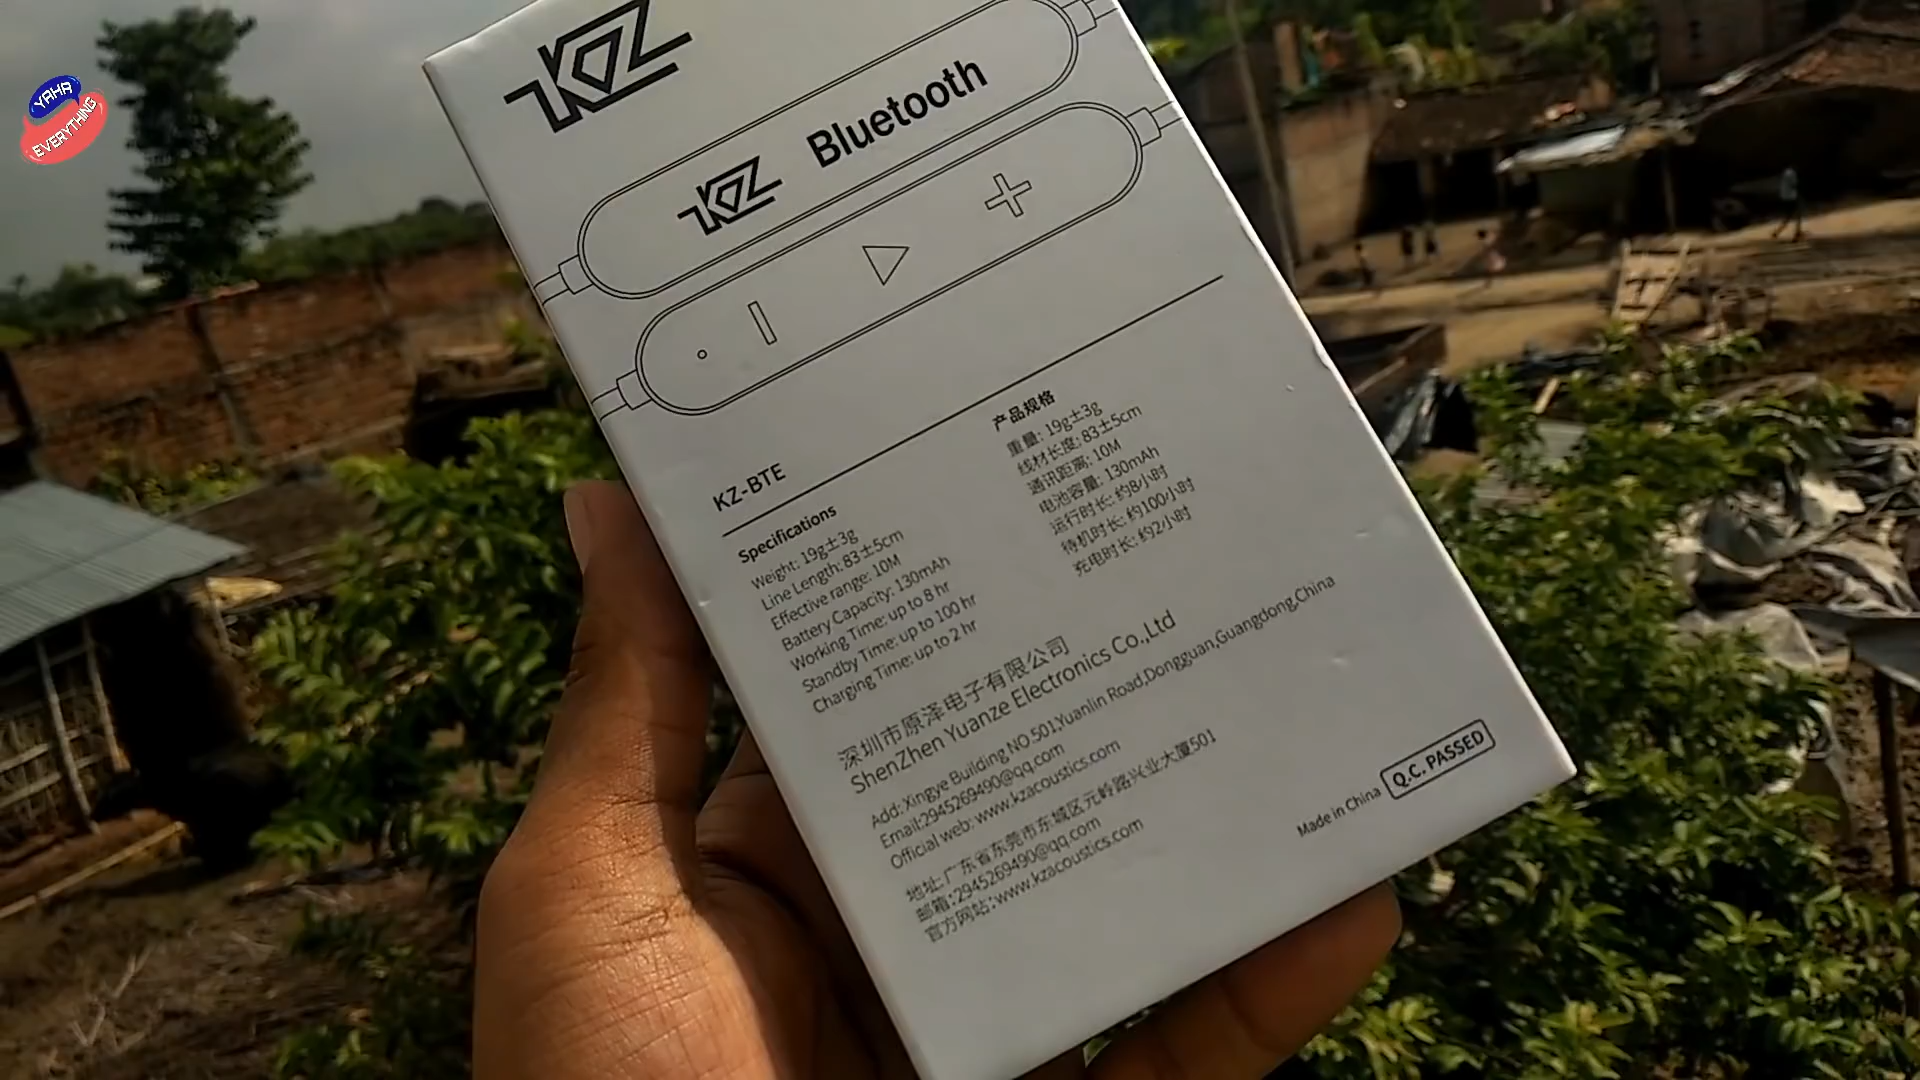 YAHA
EVERYTHING
KZ
KZ Bluetooth
KZ-BTE
Specifications
Weight: 19g±3g
Line Length: 83±5cm
Effective range: 10M
Battery Capacity: 130mAh
Working Time: up to 8 hr
Standby Time: up to 100 hr
Charging Time: up to 2 hr
产品规格
重量: 19g±3g
线材长度: 83±5cm
通讯距离: 10M
电池容量: 130mAh
运行时长: 约8小时
待机时长: 约100小时
充电时长: 约2小时
深圳市原泽电子有限公司
ShenZhen Yuanze Electronics Co.,Ltd
Add: Xingye Building NO.501,Yuanlin Road,Dongguan,Guangdong,China
Email:2945269490@qq.com
Official web: www.kzacoustics.com
地址: 广东省东莞市东城区元岭路兴业大厦501
邮箱:2945269490@qq.com
官方网站:www.kzacoustics.com
Made in China
Q.C. PASSED